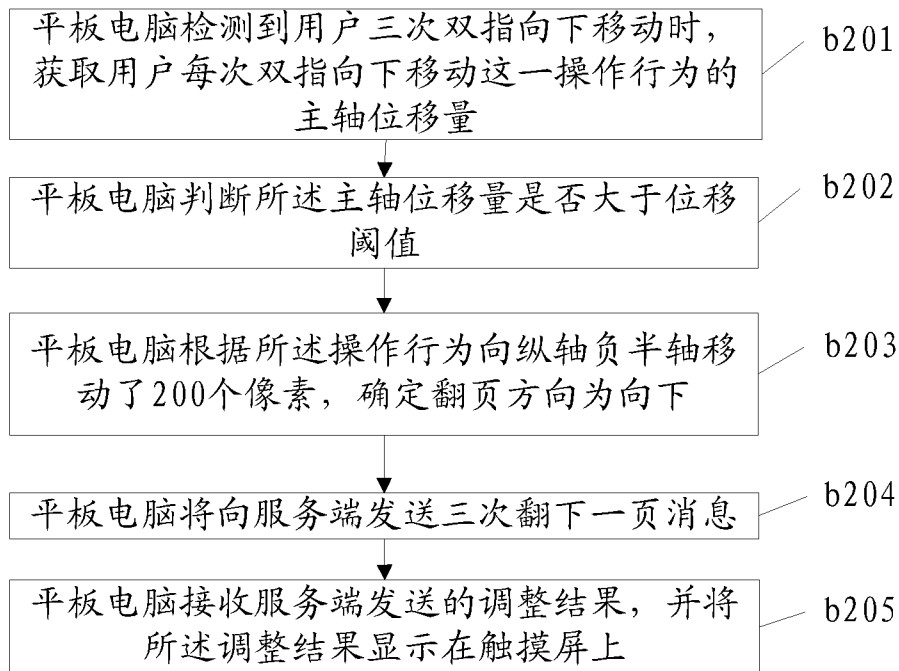 平板电脑检测到用户三次双指向下移动时，
获取用户每次双指向下移动这一操作行为的
主轴位移量
b201
平板电脑判断所述主轴位移量是否大于位移
阈值
b202
平板电脑根据所述操作行为向纵轴负半轴移
动了200个像素，确定翻页方向为向下
b203
平板电脑将向服务端发送三次翻下一页消息
b204
平板电脑接收服务端发送的调整结果，并将
所述调整结果显示在触摸屏上
b205